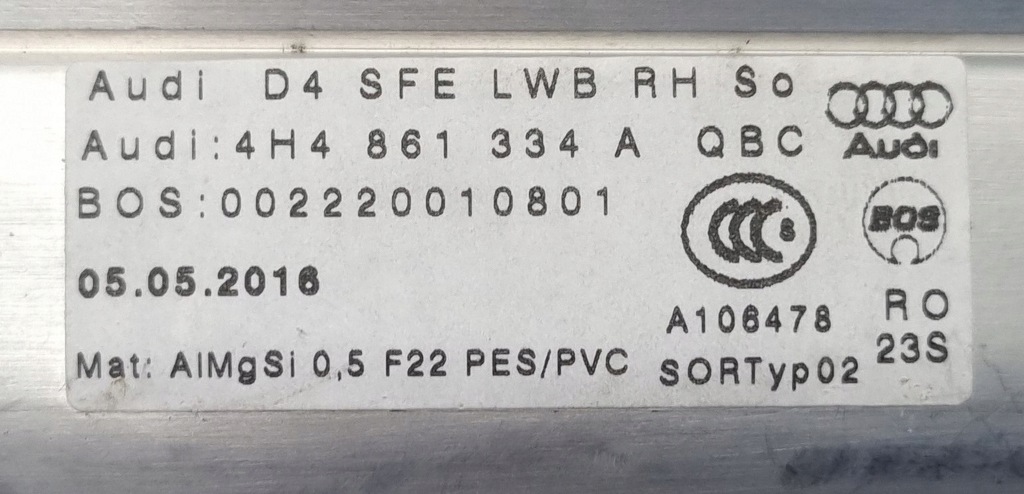 Audi D4 SFE LWB RH So
Audi:4H4 861 334 A QBC
Audi
BOS:002220010801
CCC S
BOS
05.05.2016
A106478
RO
23S
Mat: AlMgSi 0,5 F22 PES/PVC
SORTyp02